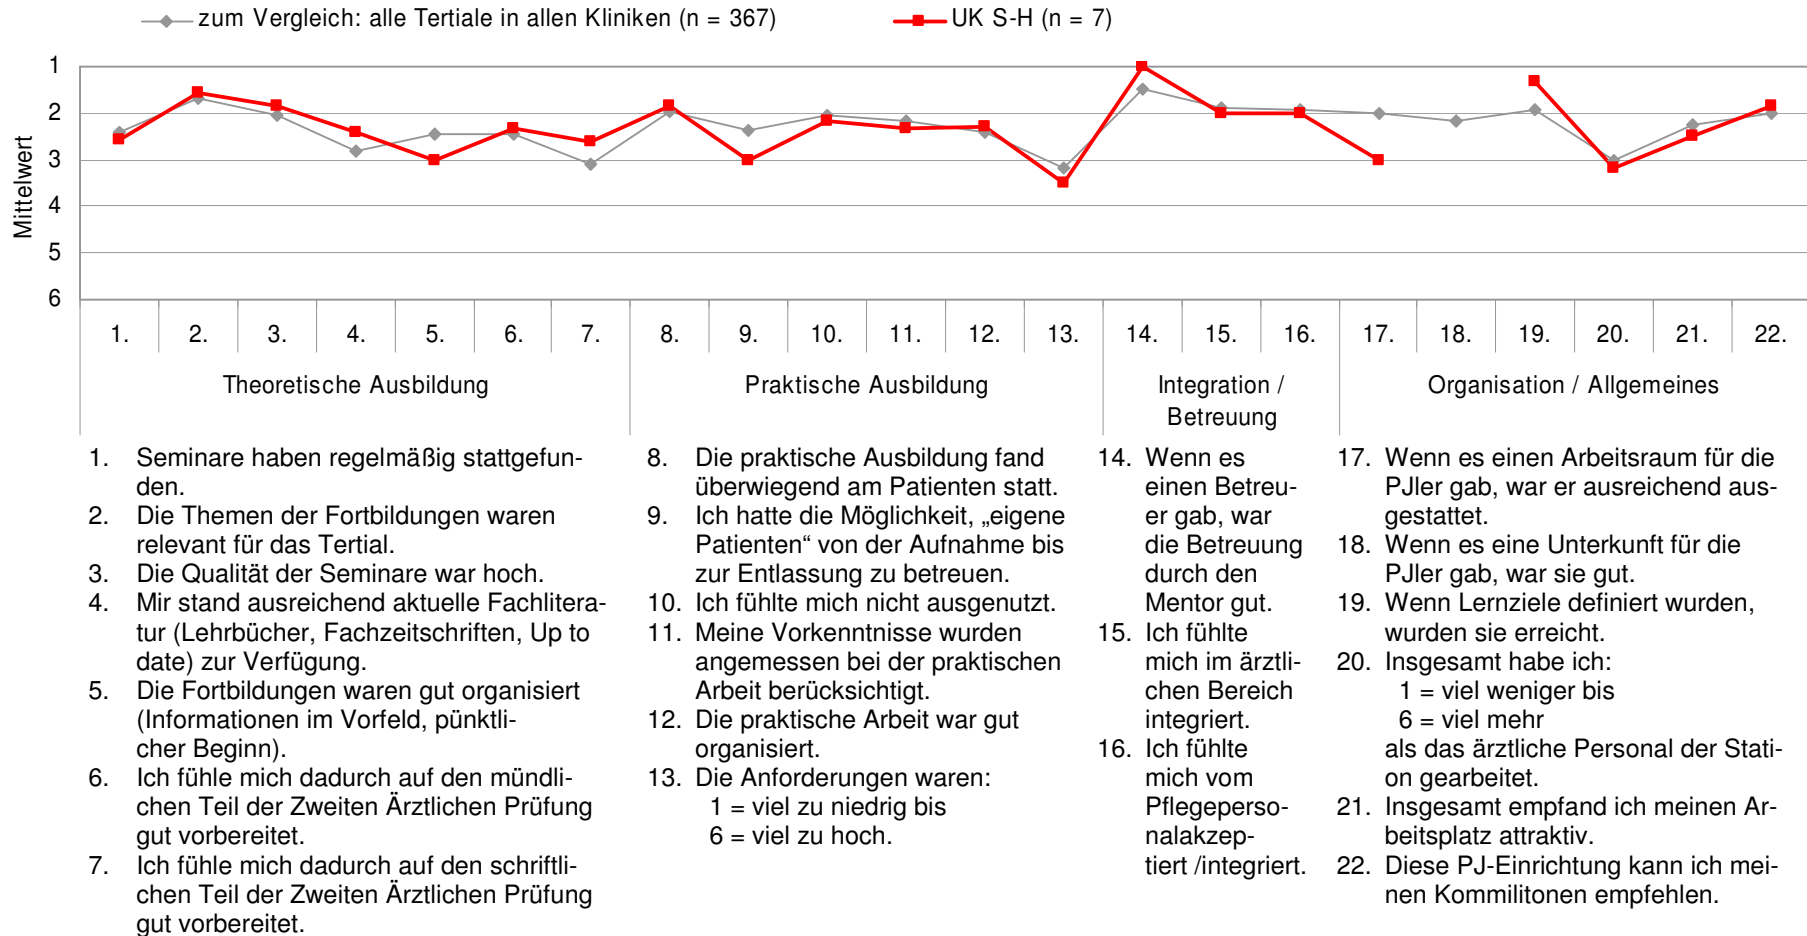 zum Vergleich: alle Tertiale in allen Kliniken (n = 367)
UK S-H (n = 7)
Mittelwert
1
2
3
4
5
6
1. 2. 3. 4. 5. 6. 7. 8. 9. 10. 11. 12. 13. 14. 15. 16. 17. 18. 19. 20. 21. 22.
Theoretische Ausbildung
Praktische Ausbildung
Integration /
Betreuung
Organisation / Allgemeines
1. Seminare haben regelmäßig stattgefun-
den.
2. Die Themen der Fortbildungen waren
relevant für das Tertial.
3. Die Qualität der Seminare war hoch.
4. Mir stand ausreichend aktuelle Fachlitera-
tur (Lehrbücher, Fachzeitschriften, Up to
date) zur Verfügung.
5. Die Fortbildungen waren gut organisiert
(Informationen im Vorfeld, pünktli-
cher Beginn).
6. Ich fühle mich dadurch auf den mündli-
chen Teil der Zweiten Ärztlichen Prüfung
gut vorbereitet.
7. Ich fühle mich dadurch auf den schriftli-
chen Teil der Zweiten Ärztlichen Prüfung
gut vorbereitet.
8. Die praktische Ausbildung fand
überwiegend am Patienten statt.
9. Ich hatte die Möglichkeit, „eigene
Patienten“ von der Aufnahme bis
zur Entlassung zu betreuen.
10. Ich fühlte mich nicht ausgenutzt.
11. Meine Vorkenntnisse wurden
angemessen bei der praktischen
Arbeit berücksichtigt.
12. Die praktische Arbeit war gut
organisiert.
13. Die Anforderungen waren:
1 = viel zu niedrig bis
6 = viel zu hoch.
14. Wenn es
einen Betreu-
er gab, war
die Betreuung
durch den
Mentor gut.
15. Ich fühlte
mich im ärztli-
chen Bereich
integriert.
16. Ich fühlte
mich vom
Pflegeperso-
nalakzep-
tiert /integriert.
17. Wenn es einen Arbeitsraum für die
PJler gab, war er ausreichend aus-
gestattet.
18. Wenn es eine Unterkunft für die
PJler gab, war sie gut.
19. Wenn Lernziele definiert wurden,
wurden sie erreicht.
20. Insgesamt habe ich:
1 = viel weniger bis
6 = viel mehr
als das ärztliche Personal der Stati-
on gearbeitet.
21. Insgesamt empfand ich meinen Ar-
beitsplatz attraktiv.
22. Diese PJ-Einrichtung kann ich mei-
nen Kommilitonen empfehlen.